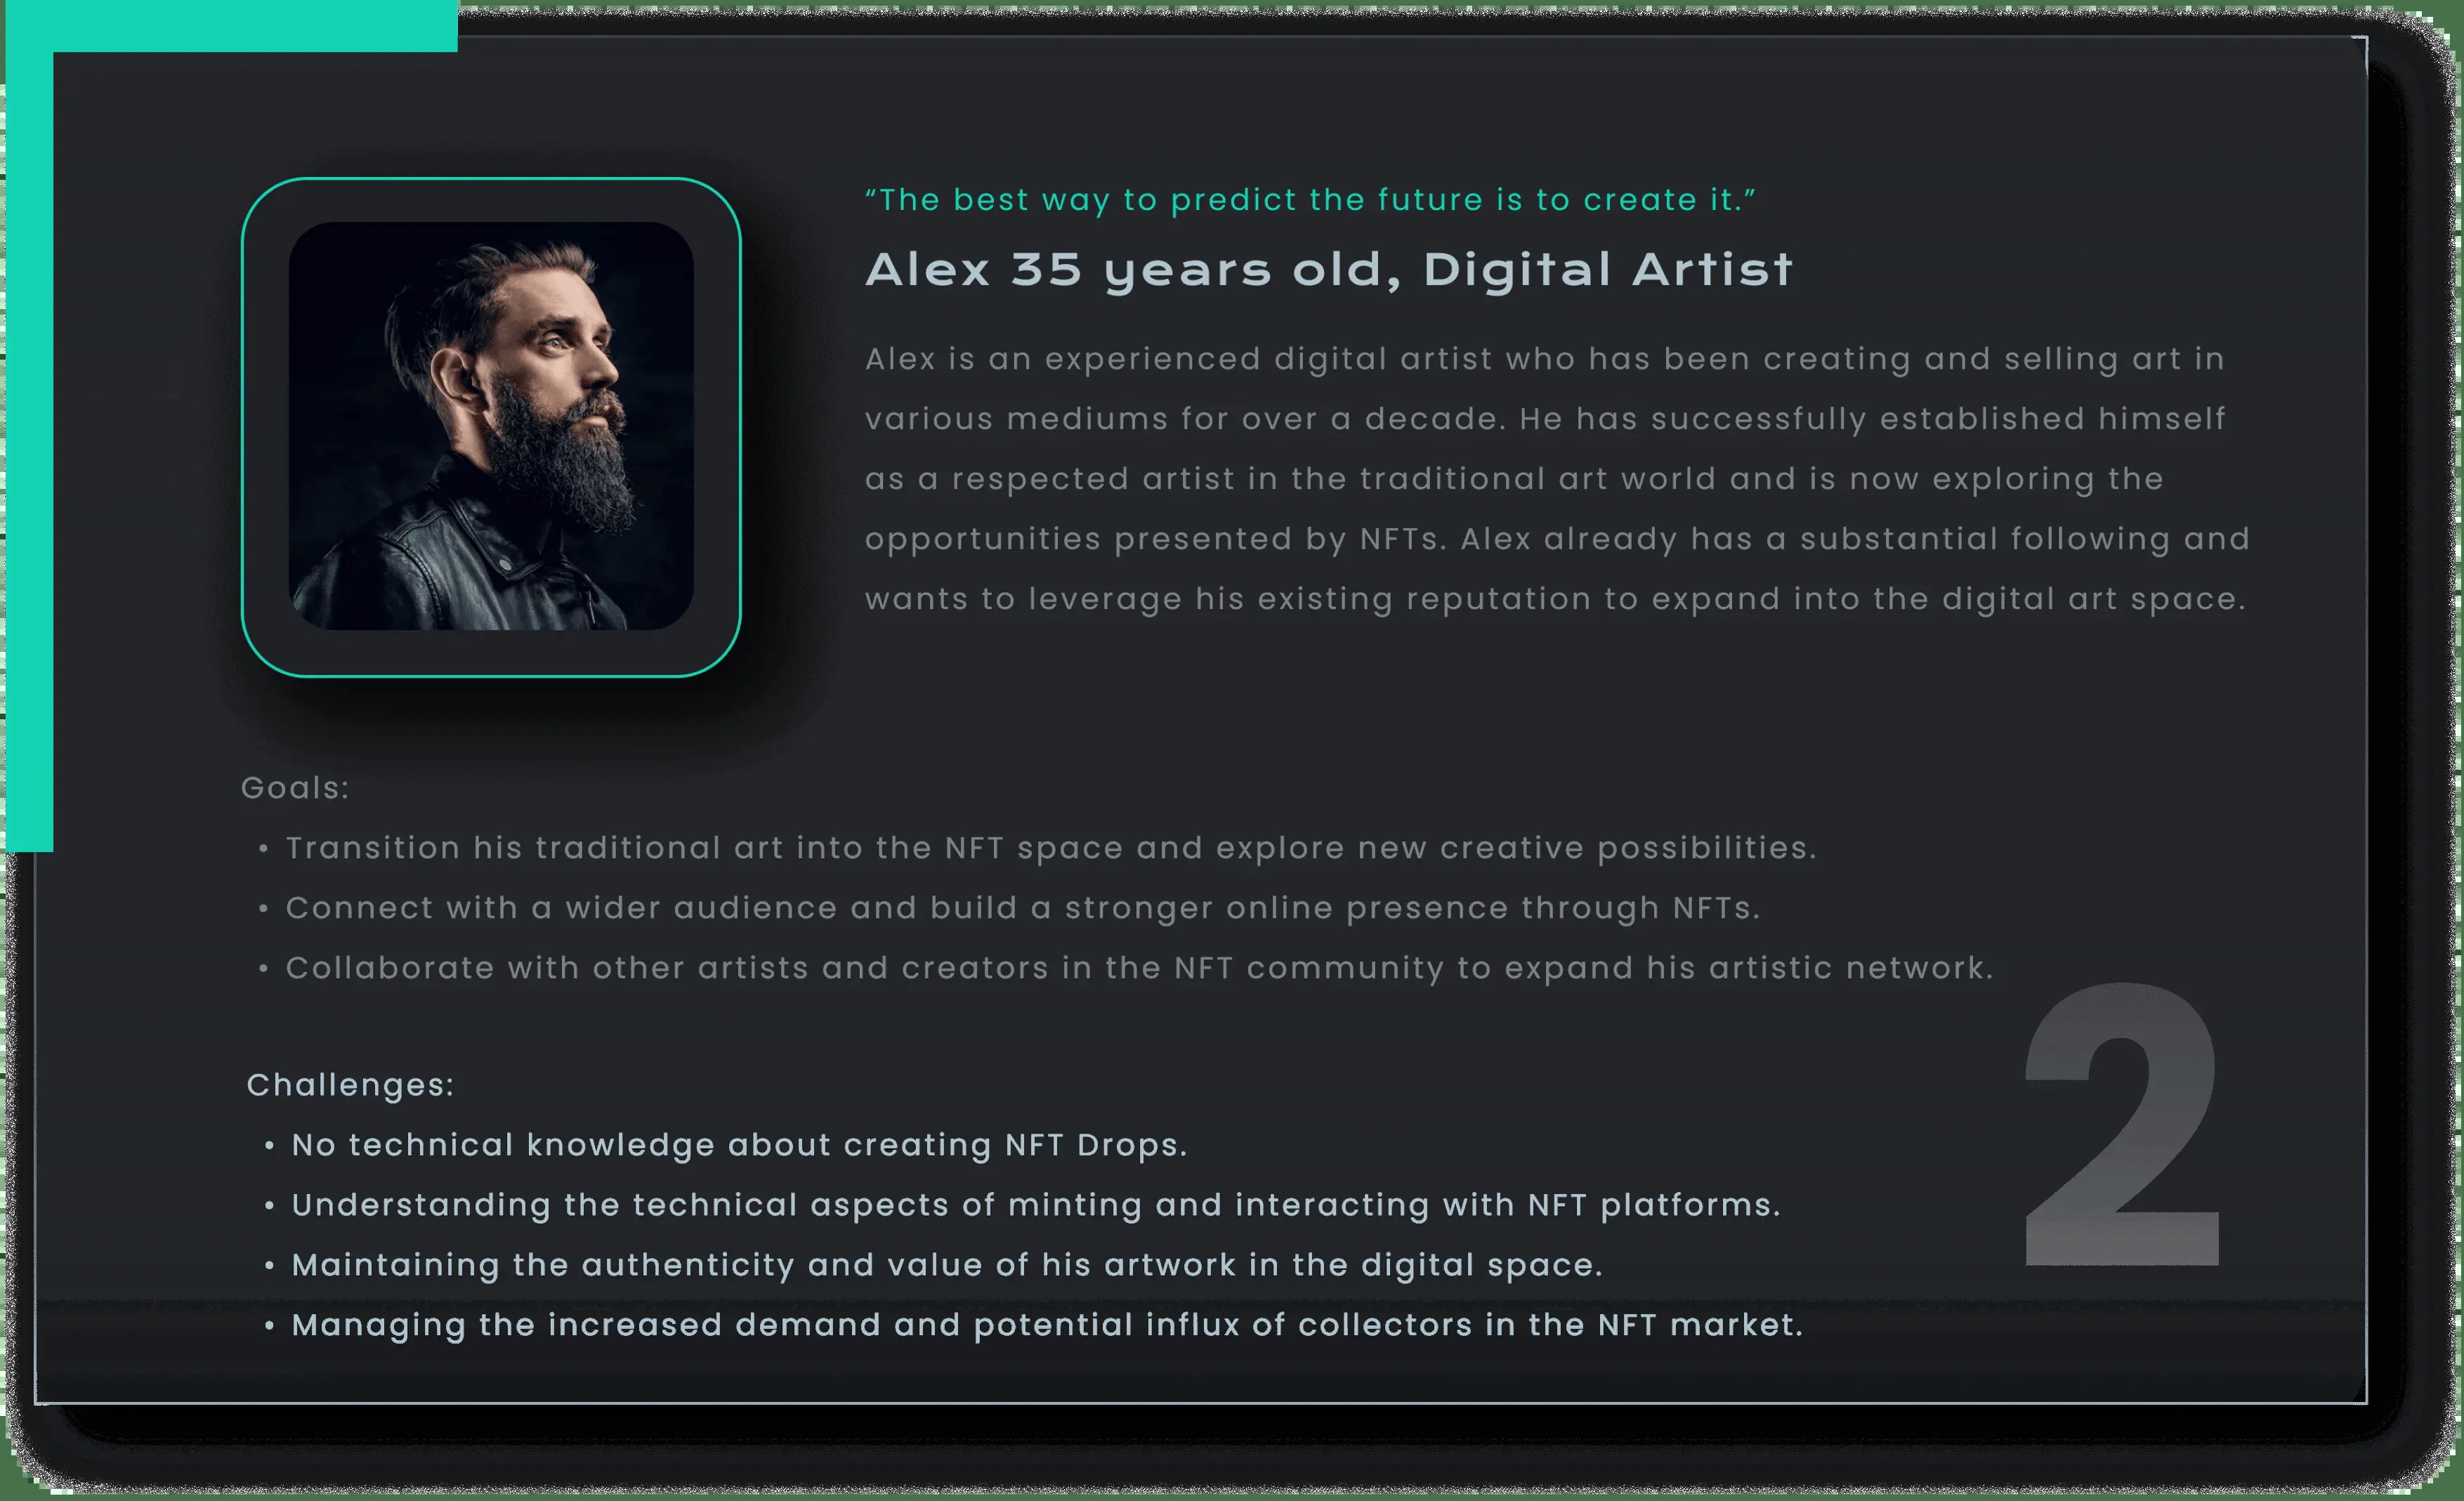 “The best way to predict the future is to create it.”
Alex 35 years old, Digital Artist
Alex is an experienced digital artist who has been creating and selling art in
various mediums for over a decade. He has successfully established himself
as a respected artist in the traditional art world and is now exploring the
opportunities presented by NFTs. Alex already has a substantial following and
wants to leverage his existing reputation to expand into the digital art space.
Goals:
• Transition his traditional art into the NFT space and explore new creative possibilities.
• Connect with a wider audience and build a stronger online presence through NFTs.
• Collaborate with other artists and creators in the NFT community to expand his artistic network.
Challenges:
• No technical knowledge about creating NFT Drops.
• Understanding the technical aspects of minting and interacting with NFT platforms.
• Maintaining the authenticity and value of his artwork in the digital space.
• Managing the increased demand and potential influx of collectors in the NFT market.
2